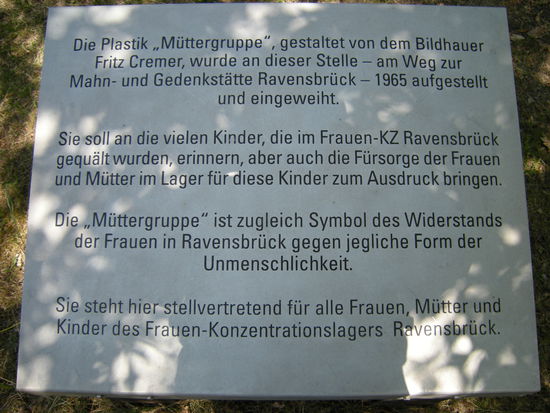 Die Plastik „Müttergruppe“, gestaltet von dem Bildhauer
Fritz Cremer, wurde an dieser Stelle – am Weg zur
Mahn- und Gedenkstätte Ravensbrück – 1965 aufgestellt
und eingeweiht.
Sie soll an die vielen Kinder, die im Frauen-KZ Ravensbrück
gequält wurden, erinnern, aber auch die Fürsorge der Frauen
und Mütter im Lager für diese Kinder zum Ausdruck bringen.
Die „Müttergruppe“ ist zugleich Symbol des Widerstands
der Frauen in Ravensbrück gegen jegliche Form der
Unmenschlichkeit.
Sie steht hier stellvertretend für alle Frauen, Mütter und
Kinder des Frauen-Konzentrationslagers Ravensbrück.